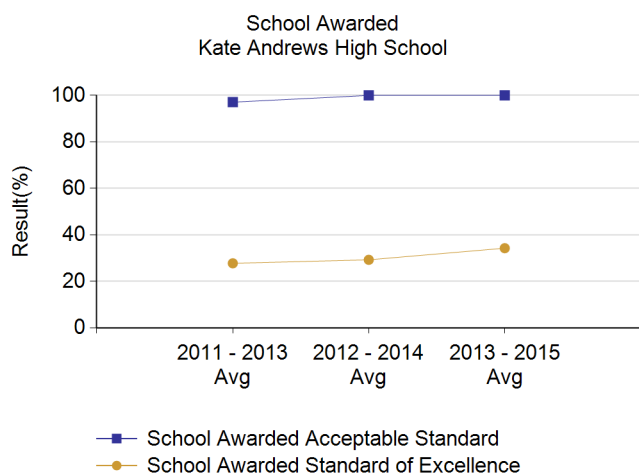 School Awarded
Kate Andrews High School
100
80
60
40
20
0
Result(%)
2011 - 2013
Avg
2012 - 2014
Avg
2013 - 2015
Avg
School Awarded Acceptable Standard
School Awarded Standard of Excellence